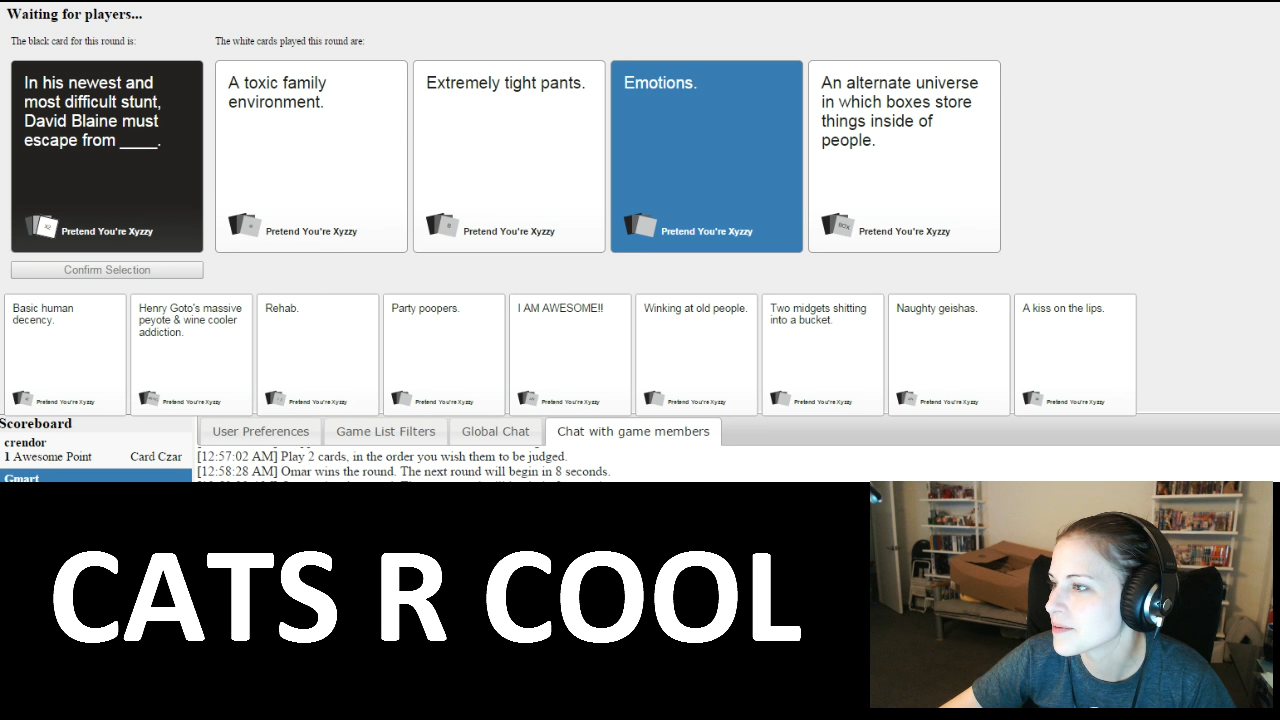 Waiting for players...
The black card for this round is:
The white cards played this round are:
In his newest and
most difficult stunt,
David Blaine must
escape from ____.
Pretend You're Xyzzy
A toxic family
environment.
Pretend You're Xyzzy
Extremely tight pants.
Pretend You're Xyzzy
Emotions.
Pretend You're Xyzzy
An alternate universe
in which boxes store
things inside of
people.
BOX
Pretend You're Xyzzy
Confirm Selection
Basic human
decency.
Pretend You're Xyzzy
Henry Goto's massive
peyote & wine cooler
addiction.
Pretend You're Xyzzy
Rehab.
Pretend You're Xyzzy
Party poopers.
Pretend You're Xyzzy
I AM AWESOME!!
Pretend You're Xyzzy
Winking at old people.
Pretend You're Xyzzy
Two midgets shitting
into a bucket.
Pretend You're Xyzzy
Naughty geishas.
Pretend You're Xyzzy
A kiss on the lips.
Pretend You're Xyzzy
Scoreboard
crendor
1 Awesome Point Card Czar
Gmart
User Preferences
Game List Filters
Global Chat
Chat with game members
[12:57:02 AM] Play 2 cards, in the order you wish them to be judged.
[12:58:28 AM] Omar wins the round. The next round will begin in 8 seconds.
CATS R COOL